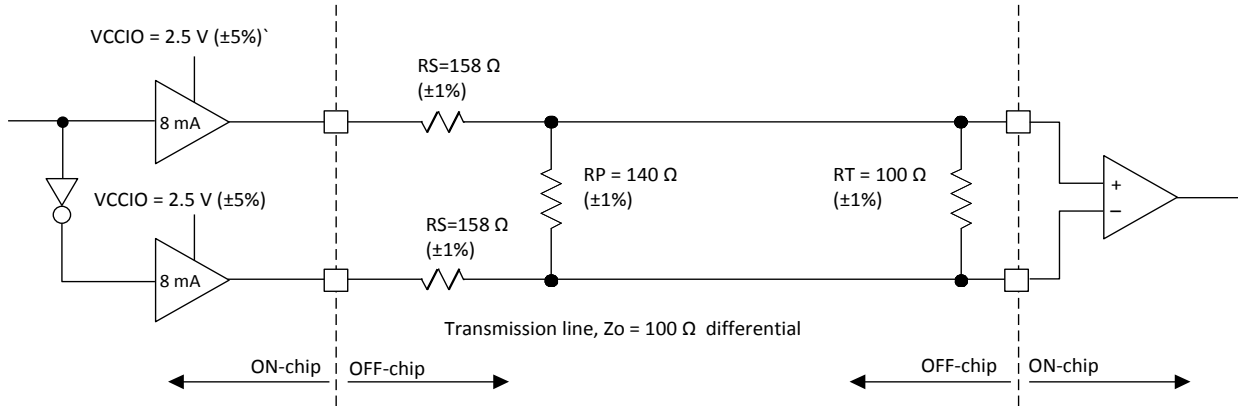 VCCIO = 2.5 V (±5%)`
8 mA
RS=158 Ω
(±1%)
RP = 140 Ω
(±1%)
RT = 100 Ω
(±1%)
+
−
VCCIO = 2.5 V (±5%)
8 mA
RS=158 Ω
(±1%)
Transmission line, Zo = 100 Ω differential
ON-chip
OFF-chip
OFF-chip
ON-chip